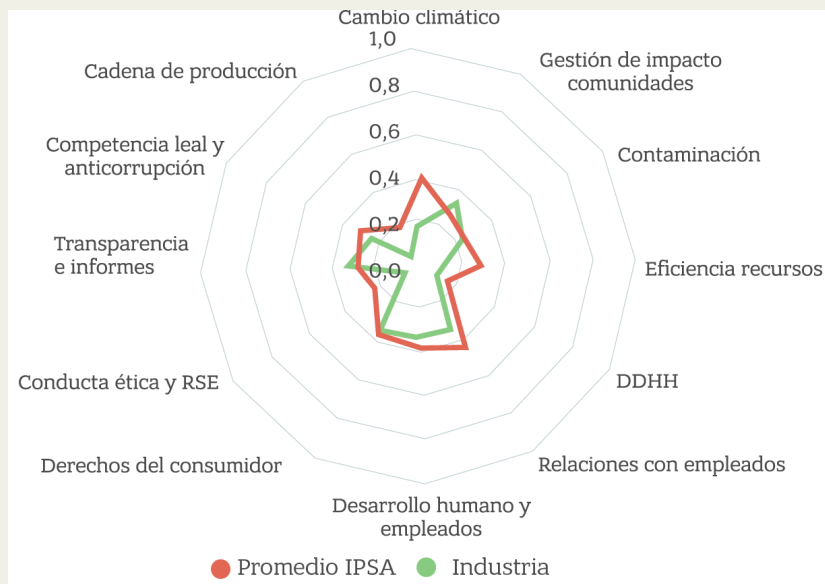 Cambio climático
1,0
0,8
0,6
0,4
0,2
0,0
Gestión de impacto
comunidades
Contaminación
Eficiencia recursos
DDHH
Relaciones con empleados
Desarrollo humano y
empleados
Derechos del consumidor
Conducta ética y RSE
Transparencia
e informes
Competencia leal y
anticorrupción
Cadena de producción
Promedio IPSA
Industria